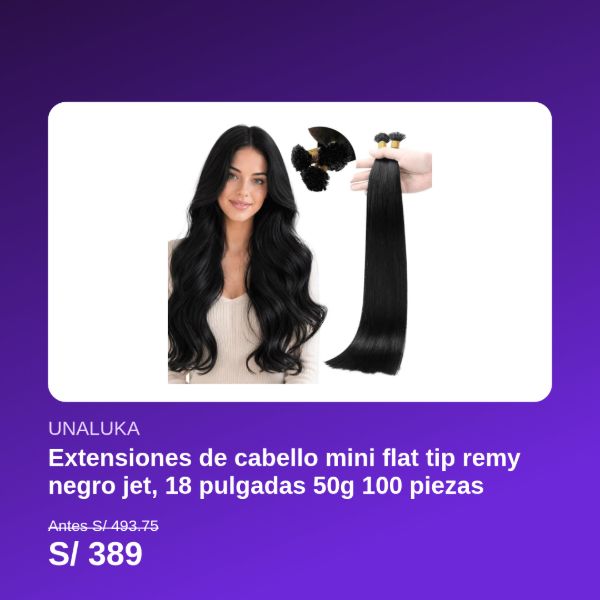 UNALUKA
Extensiones de cabello mini flat tip remy
negro jet, 18 pulgadas 50g 100 piezas
Antes S/ 493.75
S/ 389